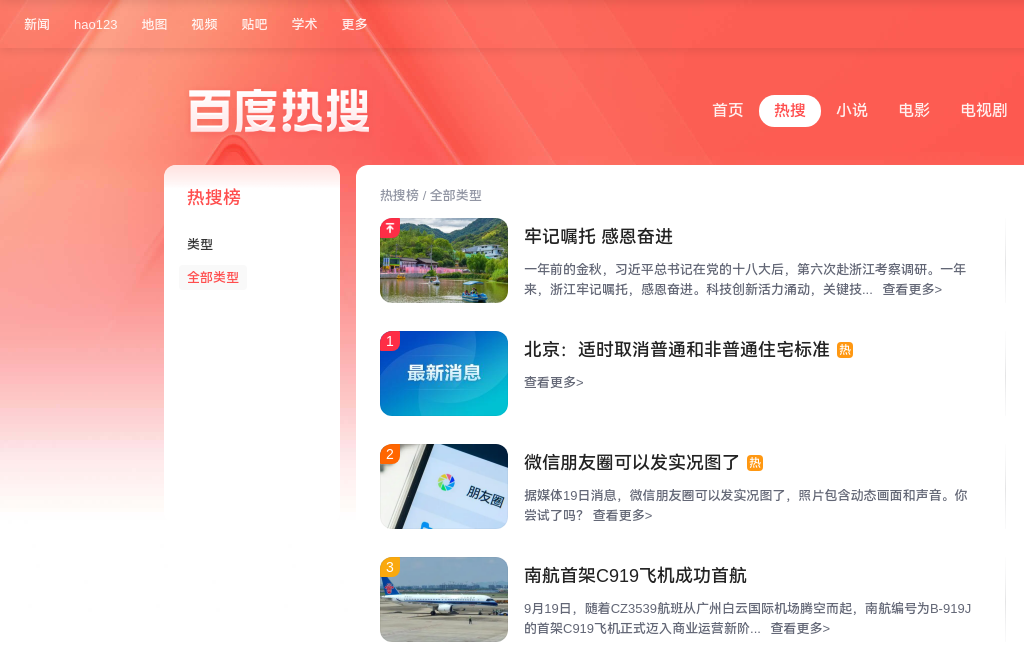 新闻 hao123 地图 视频 贴吧 学术 更多
百度热搜
首页 热搜 小说 电影 电视剧
热搜榜
类型
全部类型
热搜榜 / 全部类型
牢记嘱托 感恩奋进
一年前的金秋，习近平总书记在党的十八大后，第六次赴浙江考察调研。一年
来，浙江牢记嘱托，感恩奋进。科技创新活力涌动，关键技... 查看更多>
1
最新消息
北京：适时取消普通和非普通住宅标准 热
查看更多>
2
朋友圈
微信朋友圈可以发实况图了 热
据媒体19日消息，微信朋友圈可以发实况图了，照片包含动态画面和声音。你
尝试了吗？ 查看更多>
3
南航首架C919飞机成功首航
9月19日，随着CZ3539航班从广州白云国际机场腾空而起，南航编号为B-919J
的首架C919飞机正式迈入商业运营新阶... 查看更多>